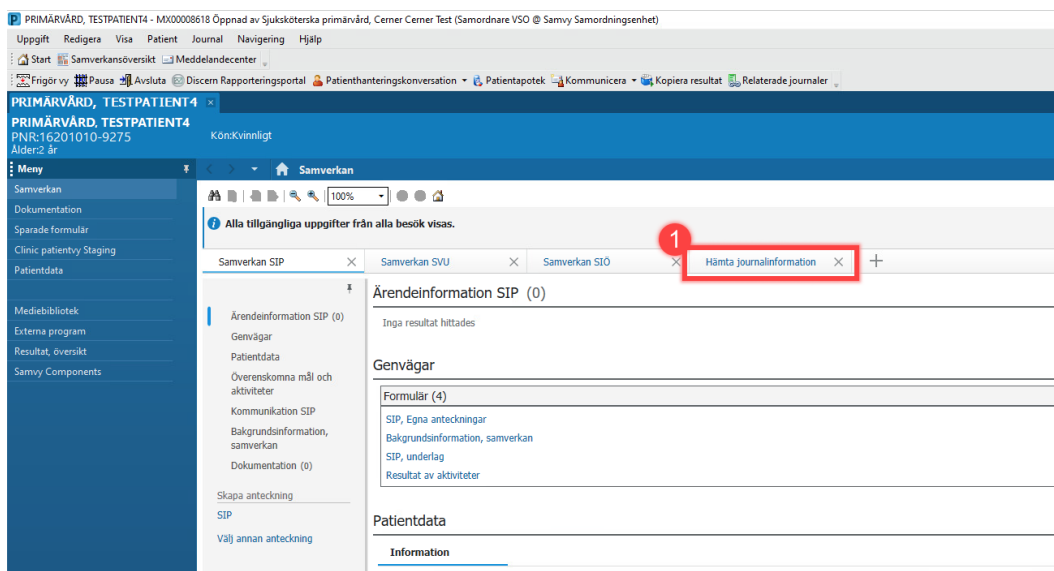 PRIMÄRVÅRD, TESTPATIENT4 - MX00008618 Öppnad av Sjuksköterska primärvård, Cerner Cerner Test (Samordnare VSO @ Samvy Samordningsenhet)
Uppgift Redigera Visa Patient Journal Navigering Hjälp
Start Samverkansöversikt Meddelandecenter
Frigör vy Pausa Avsluta Discern Rapporteringsportal Patienthanteringskonversation Patientapotek Kommunicera Kopiera resultat Relaterade journaler
PRIMÄRVÅRD, TESTPATIENT4
PRIMÄRVÅRD, TESTPATIENT4
PNR:16201010-9275 Kön:Kvinnligt
Ålder:2 år
Meny
Samverkan
Samverkan
Dokumentation
Sparade formulär
Clinic patientvy Staging
Patientdata
Mediebibliotek
Externa program
Resultat, översikt
Samvy Components
100%
Alla tillgängliga uppgifter från alla besök visas.
1
Samverkan SIP Samverkan SVU Samverkan SIÖ Hämta journalinformation
Ärendeinformation SIP (0)
Genvägar
Patientdata
Överenskomna mål och
aktiviteter
Kommunikation SIP
Bakgrundsinformation,
samverkan
Dokumentation (0)
Skapa anteckning
SIP
Välj annan anteckning
Ärendeinformation SIP (0)
Inga resultat hittades
Genvägar
Formulär (4)
SIP, Egna anteckningar
Bakgrundsinformation, samverkan
SIP, underlag
Resultat av aktiviteter
Patientdata
Information